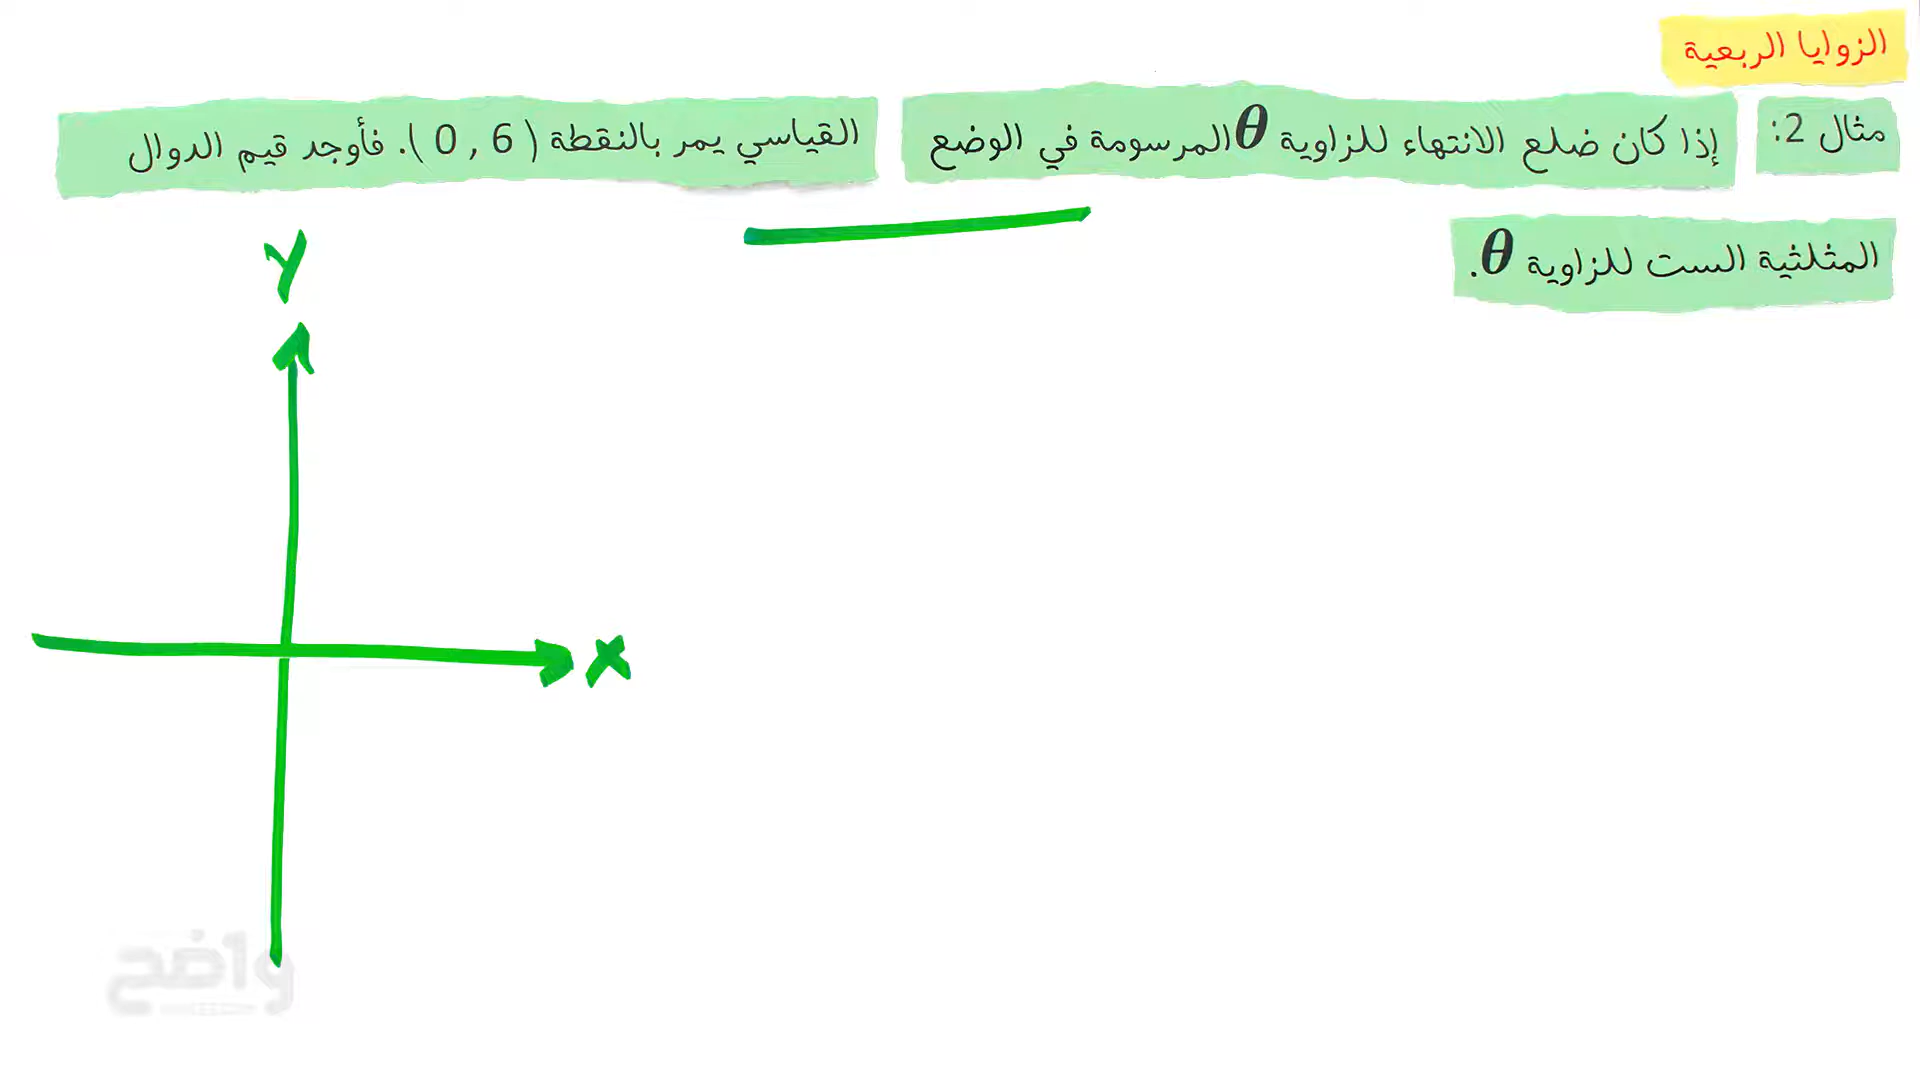 الزوايا الربعية
مثال 2: إذا كان ضلع الانتهاء للزاوية θ المرسومة في الوضع القياسي يمر بالنقطة ( 0 , 6 ). فأوجد قيم الدوال
المثلثية الست للزاوية θ.
y
x
واضح